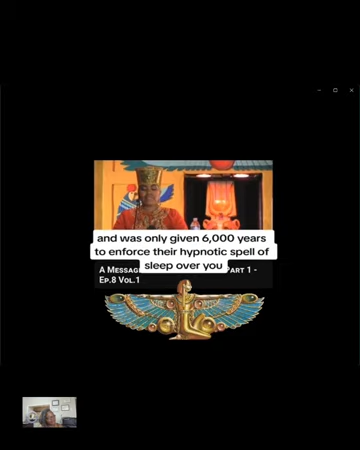 and was only given 6,000 years
to enforce their hypnotic spell of
sleep over you
A Messag
Part 1 -
Ep.8 Vol.1